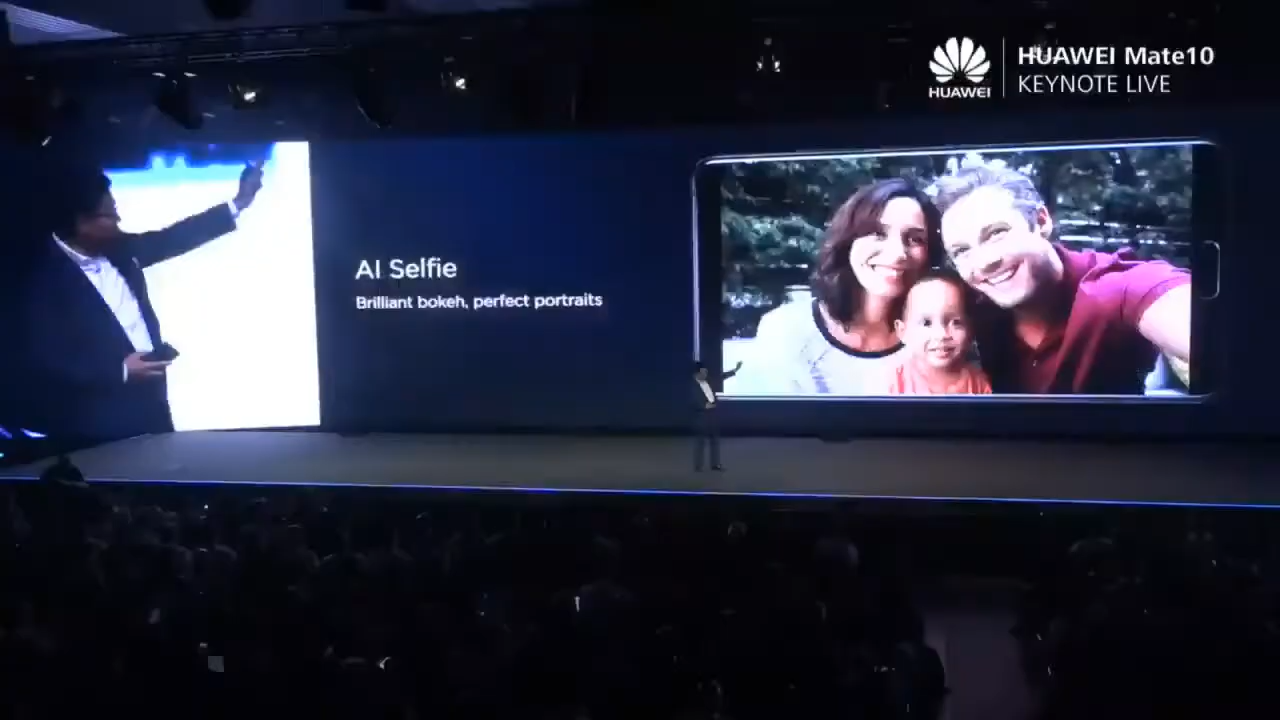 HUAWEI
HUAWEI Mate10
KEYNOTE LIVE
AI Selfie
Brilliant bokeh, perfect portraits